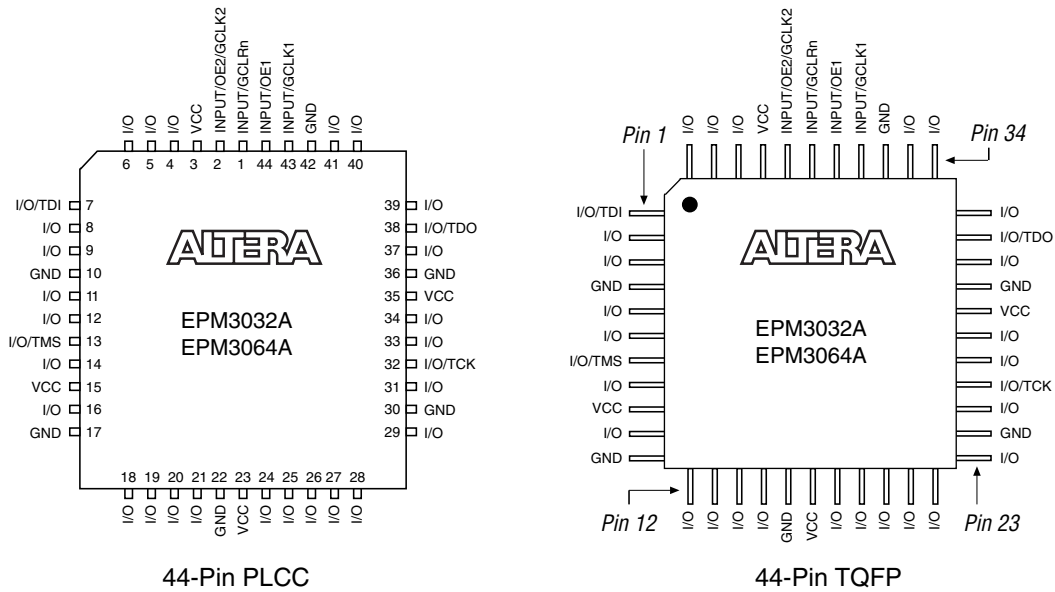 I/O I/O I/O VCC INPUT/OE2/GCLK2 INPUT/GCLRn INPUT/OE1 INPUT/GCLK1 GND I/O I/O
6 5 4 3 2 1 44 43 42 41 40
I/O/TDI 7
I/O 8
I/O 9
GND 10
I/O 11
I/O 12
I/O/TMS 13
I/O 14
VCC 15
I/O 16
GND 17
ALTERA
EPM3032A
EPM3064A
39 I/O
38 I/O/TDO
37 I/O
36 GND
35 VCC
34 I/O
33 I/O
32 I/O/TCK
31 I/O
30 GND
29 I/O
18 19 20 21 22 23 24 25 26 27 28
I/O I/O I/O I/O GND VCC I/O I/O I/O I/O I/O
44-Pin PLCC
I/O I/O I/O VCC INPUT/OE2/GCLK2 INPUT/GCLRn INPUT/OE1 INPUT/GCLK1 GND I/O I/O
Pin 1
Pin 34
I/O/TDI
I/O
I/O
GND
I/O
I/O
I/O/TMS
I/O
VCC
I/O
GND
ALTERA
EPM3032A
EPM3064A
I/O
I/O/TDO
I/O
GND
VCC
I/O
I/O
I/O/TCK
I/O
GND
I/O
Pin 12
Pin 23
I/O I/O I/O I/O GND VCC I/O I/O I/O I/O I/O
44-Pin TQFP